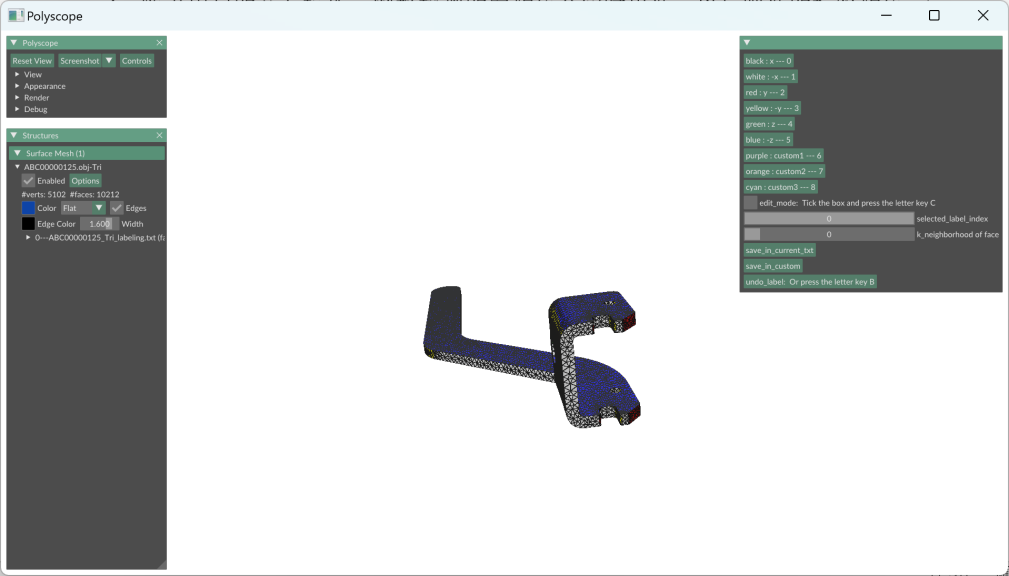 Polyscope
Polyscope
Reset View Screenshot Controls
View
Appearance
Render
Debug
Structures
Surface Mesh (1)
ABC00000125.obj-Tri
Enabled Options
#verts: 5102 #faces: 10212
Color Flat Edges
Edge Color 1.600 Width
0---ABC00000125_Tri_labeling.txt (fa
black : x --- 0
white : -x --- 1
red : y --- 2
yellow : -y --- 3
green : z --- 4
blue : -z --- 5
purple : custom1 --- 6
orange : custom2 --- 7
cyan : custom3 --- 8
edit_mode: Tick the box and press the letter key C
0 selected_label_index
0 k_neighborhood of face
save_in_current_txt
save_in_custom
undo_label: Or press the letter key B